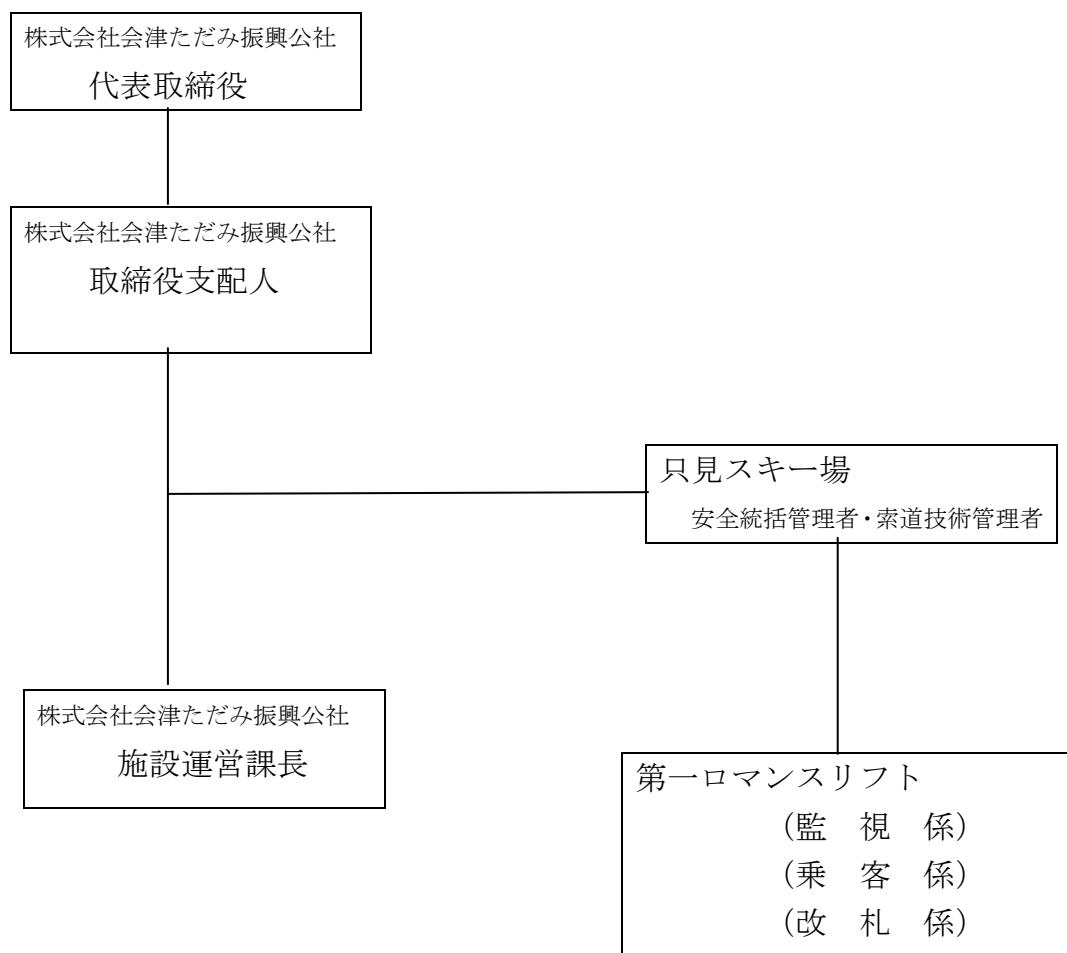 株式会社会津ただみ振興公社
代表取締役
株式会社会津ただみ振興公社
取締役支配人
只見スキー場
安全統括管理者・索道技術管理者
株式会社会津ただみ振興公社
施設運営課長
第一ロマンスリフト
(監　視　係)
(乗　客　係)
(改　札　係)